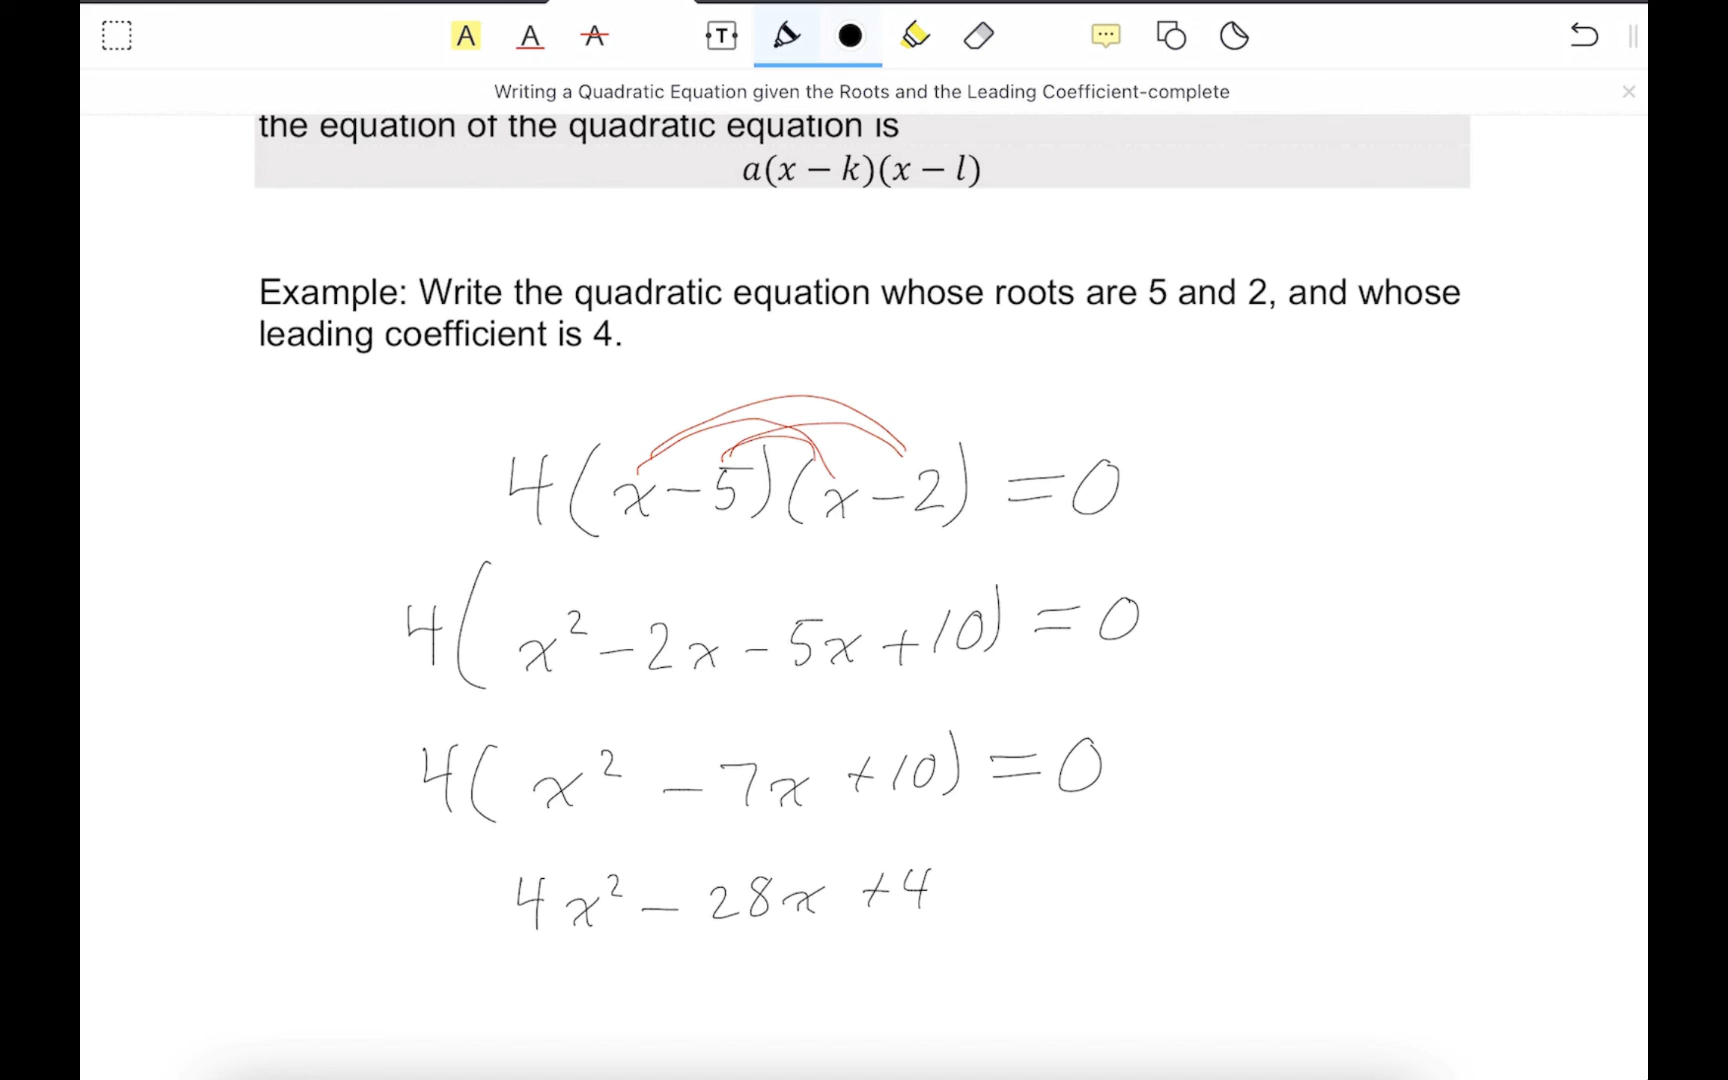 A A A T
Writing a Quadratic Equation given the Roots and the Leading Coefficient-complete
the equation of the quadratic equation is
a(x − k)(x − l)
Example: Write the quadratic equation whose roots are 5 and 2, and whose
leading coefficient is 4.
4(x−5)(x−2) =0
4(x²−2x−5x+10) =0
4(x²−7x+10) =0
4x²−28x+4